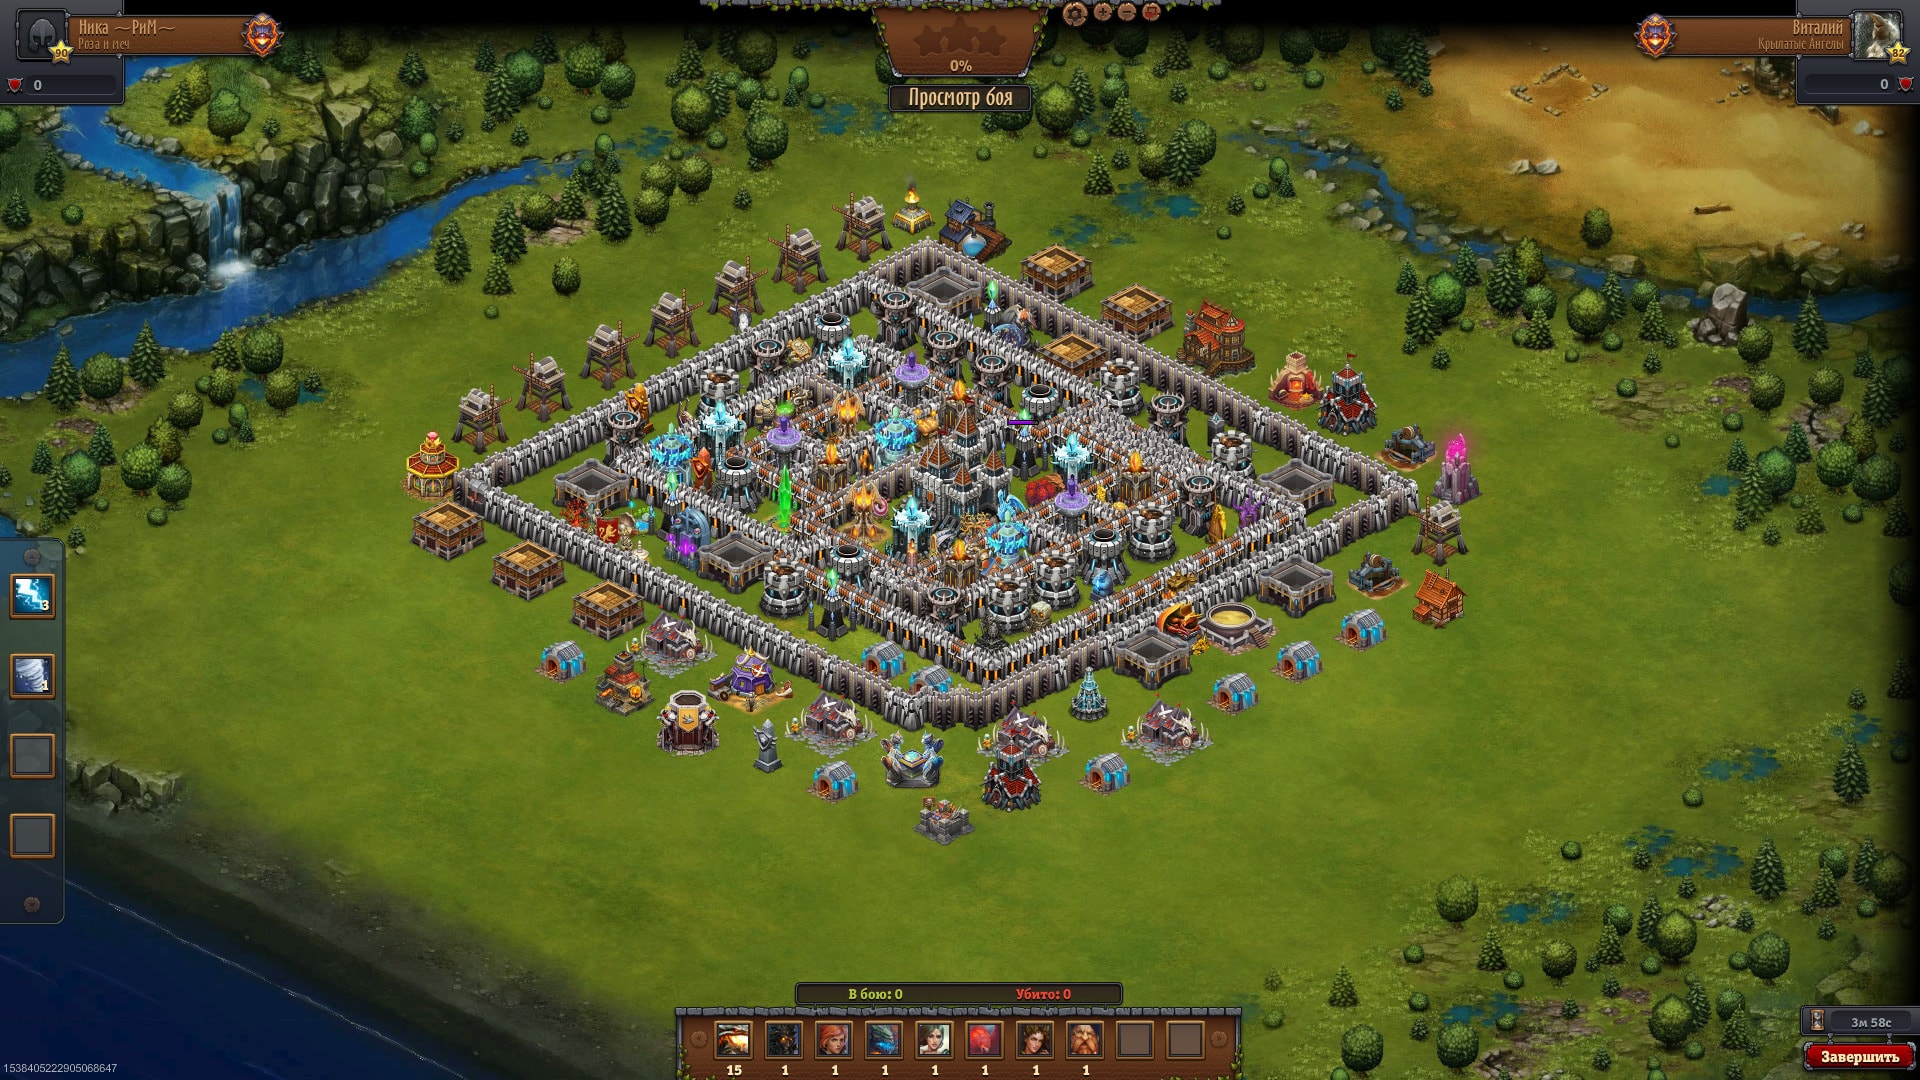 Ника ~РиМ~
Роза и меч
90
0
0%
Просмотр боя
Виталий
Крылатые Ангелы
82
0
3
1
В бою: 0
Убито: 0
15
1
1
1
1
1
1
1
3м 58с
Завершить
1538405222905068647